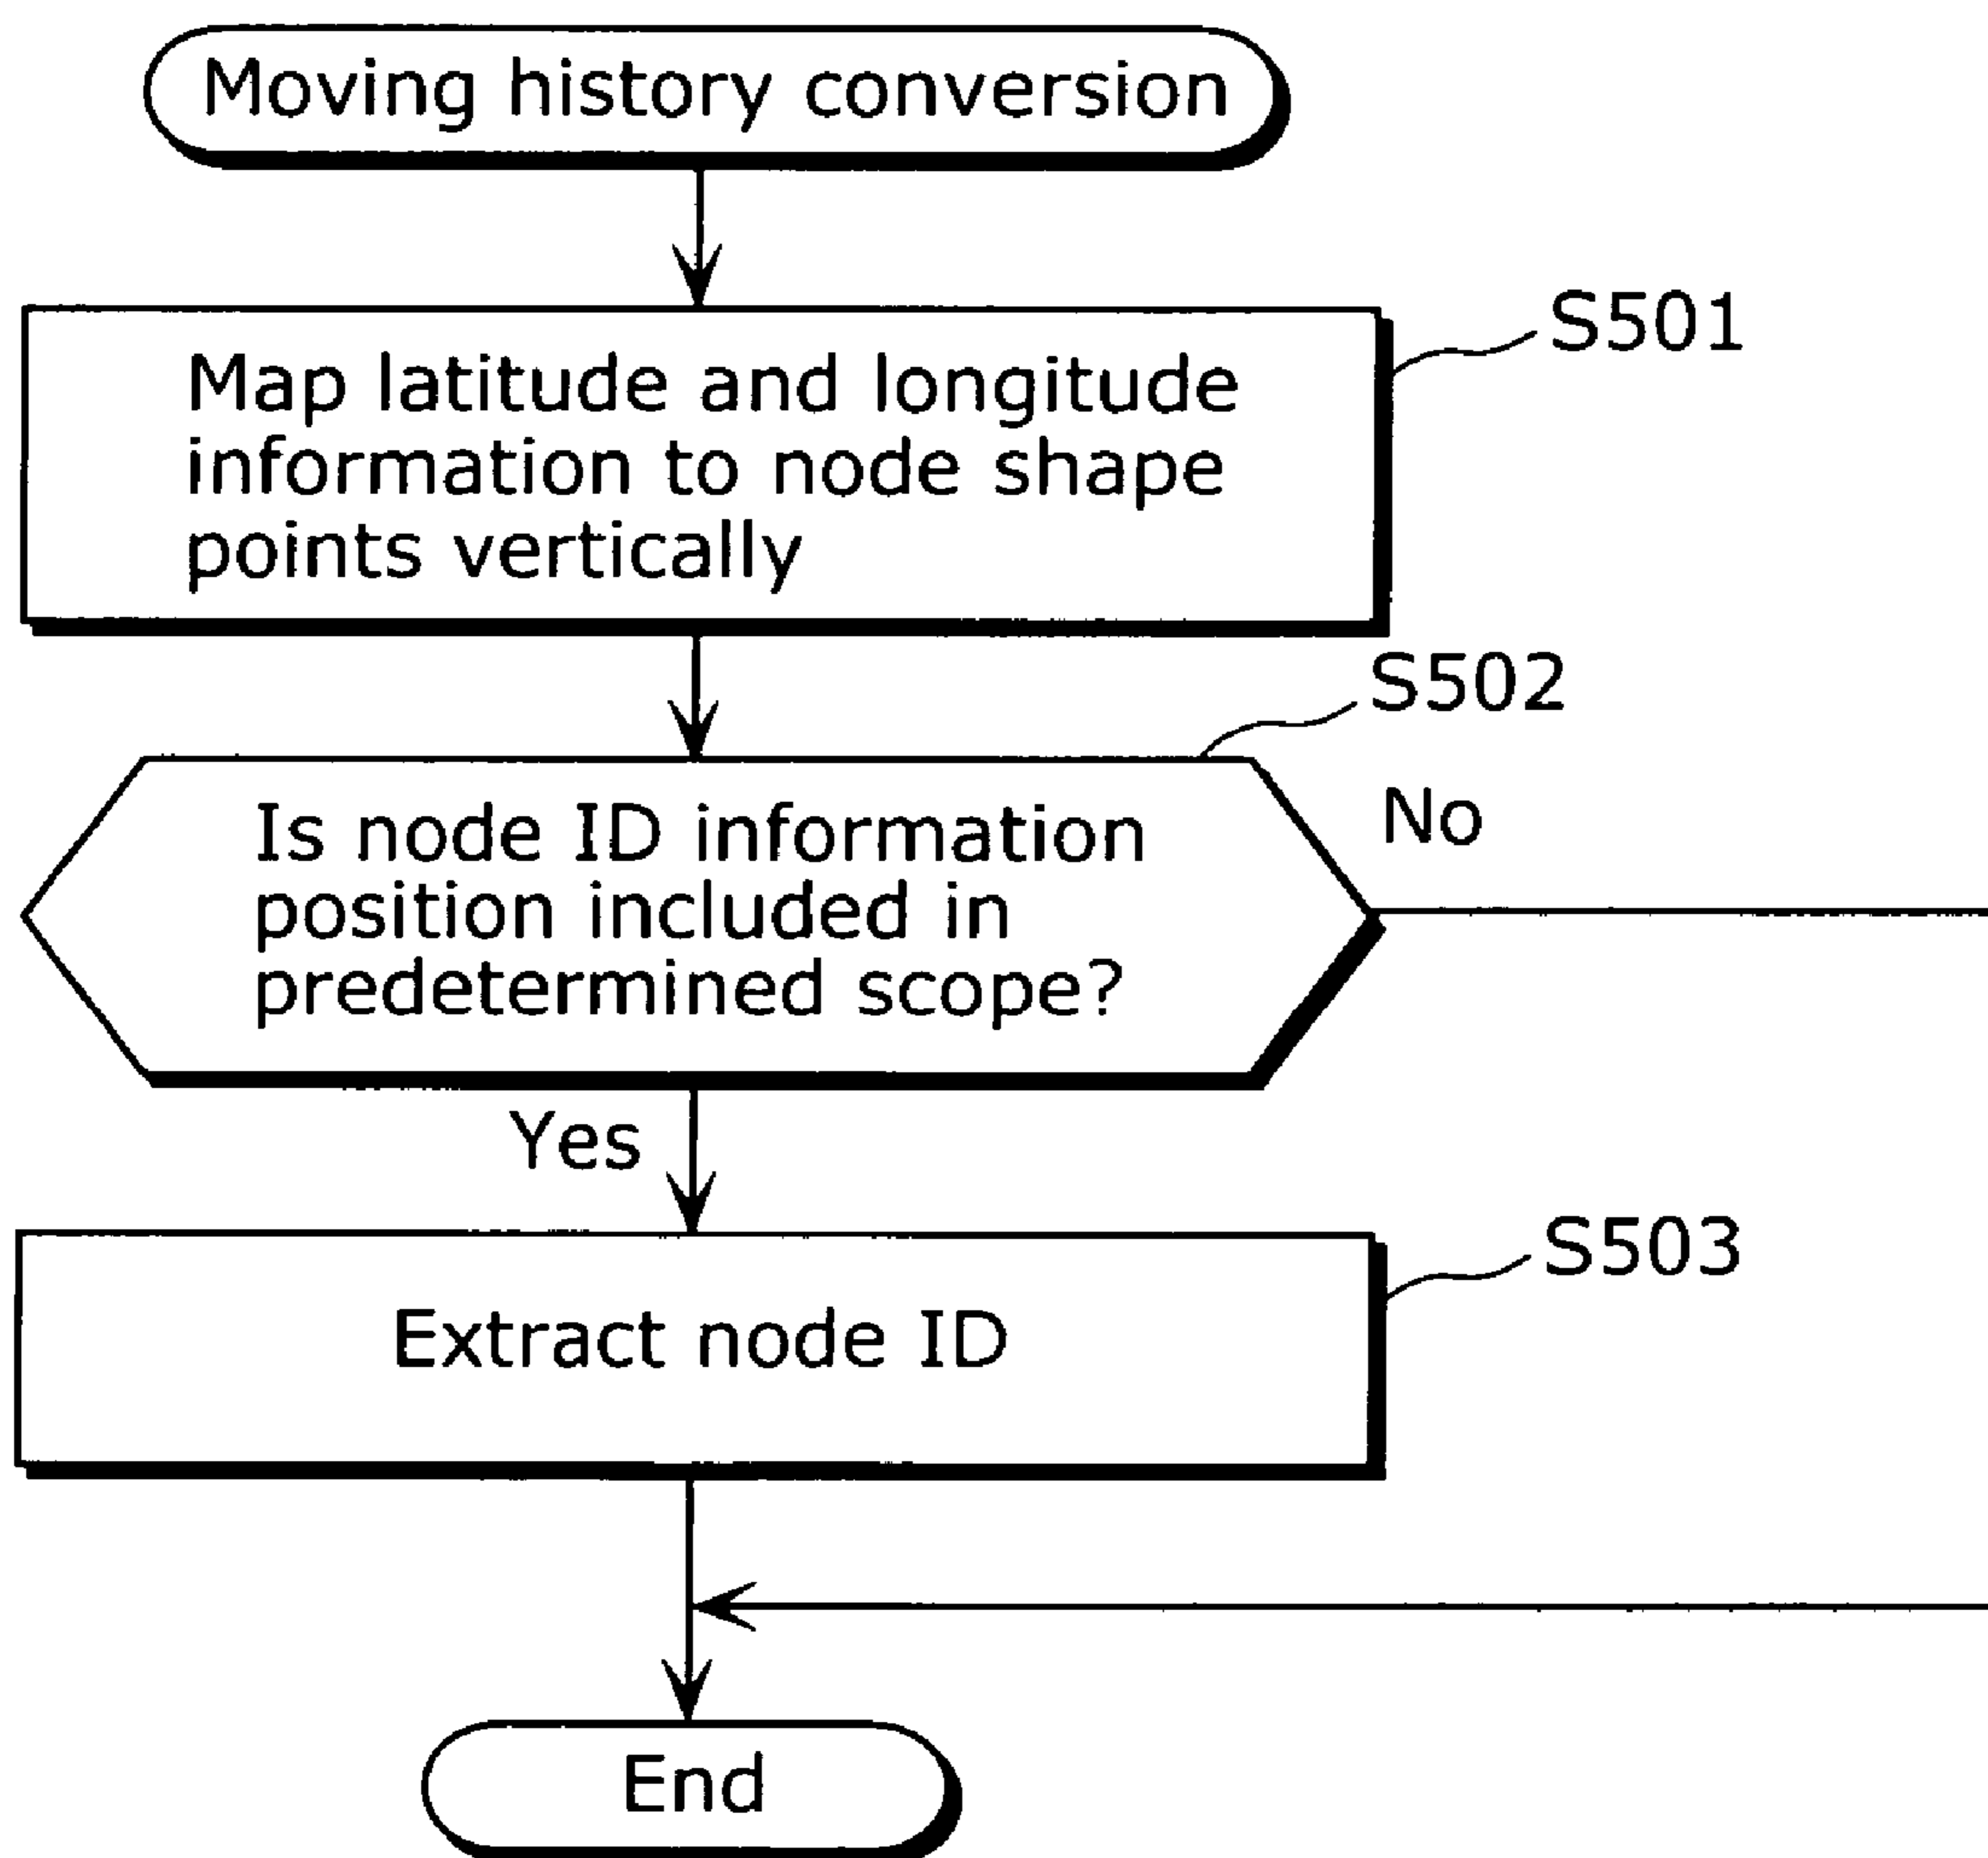 Moving history conversion
S501
Map latitude and longitude
information to node shape
points vertically
S502
Is node ID information
position included in
predetermined scope?
No
Yes
S503
Extract node ID
End